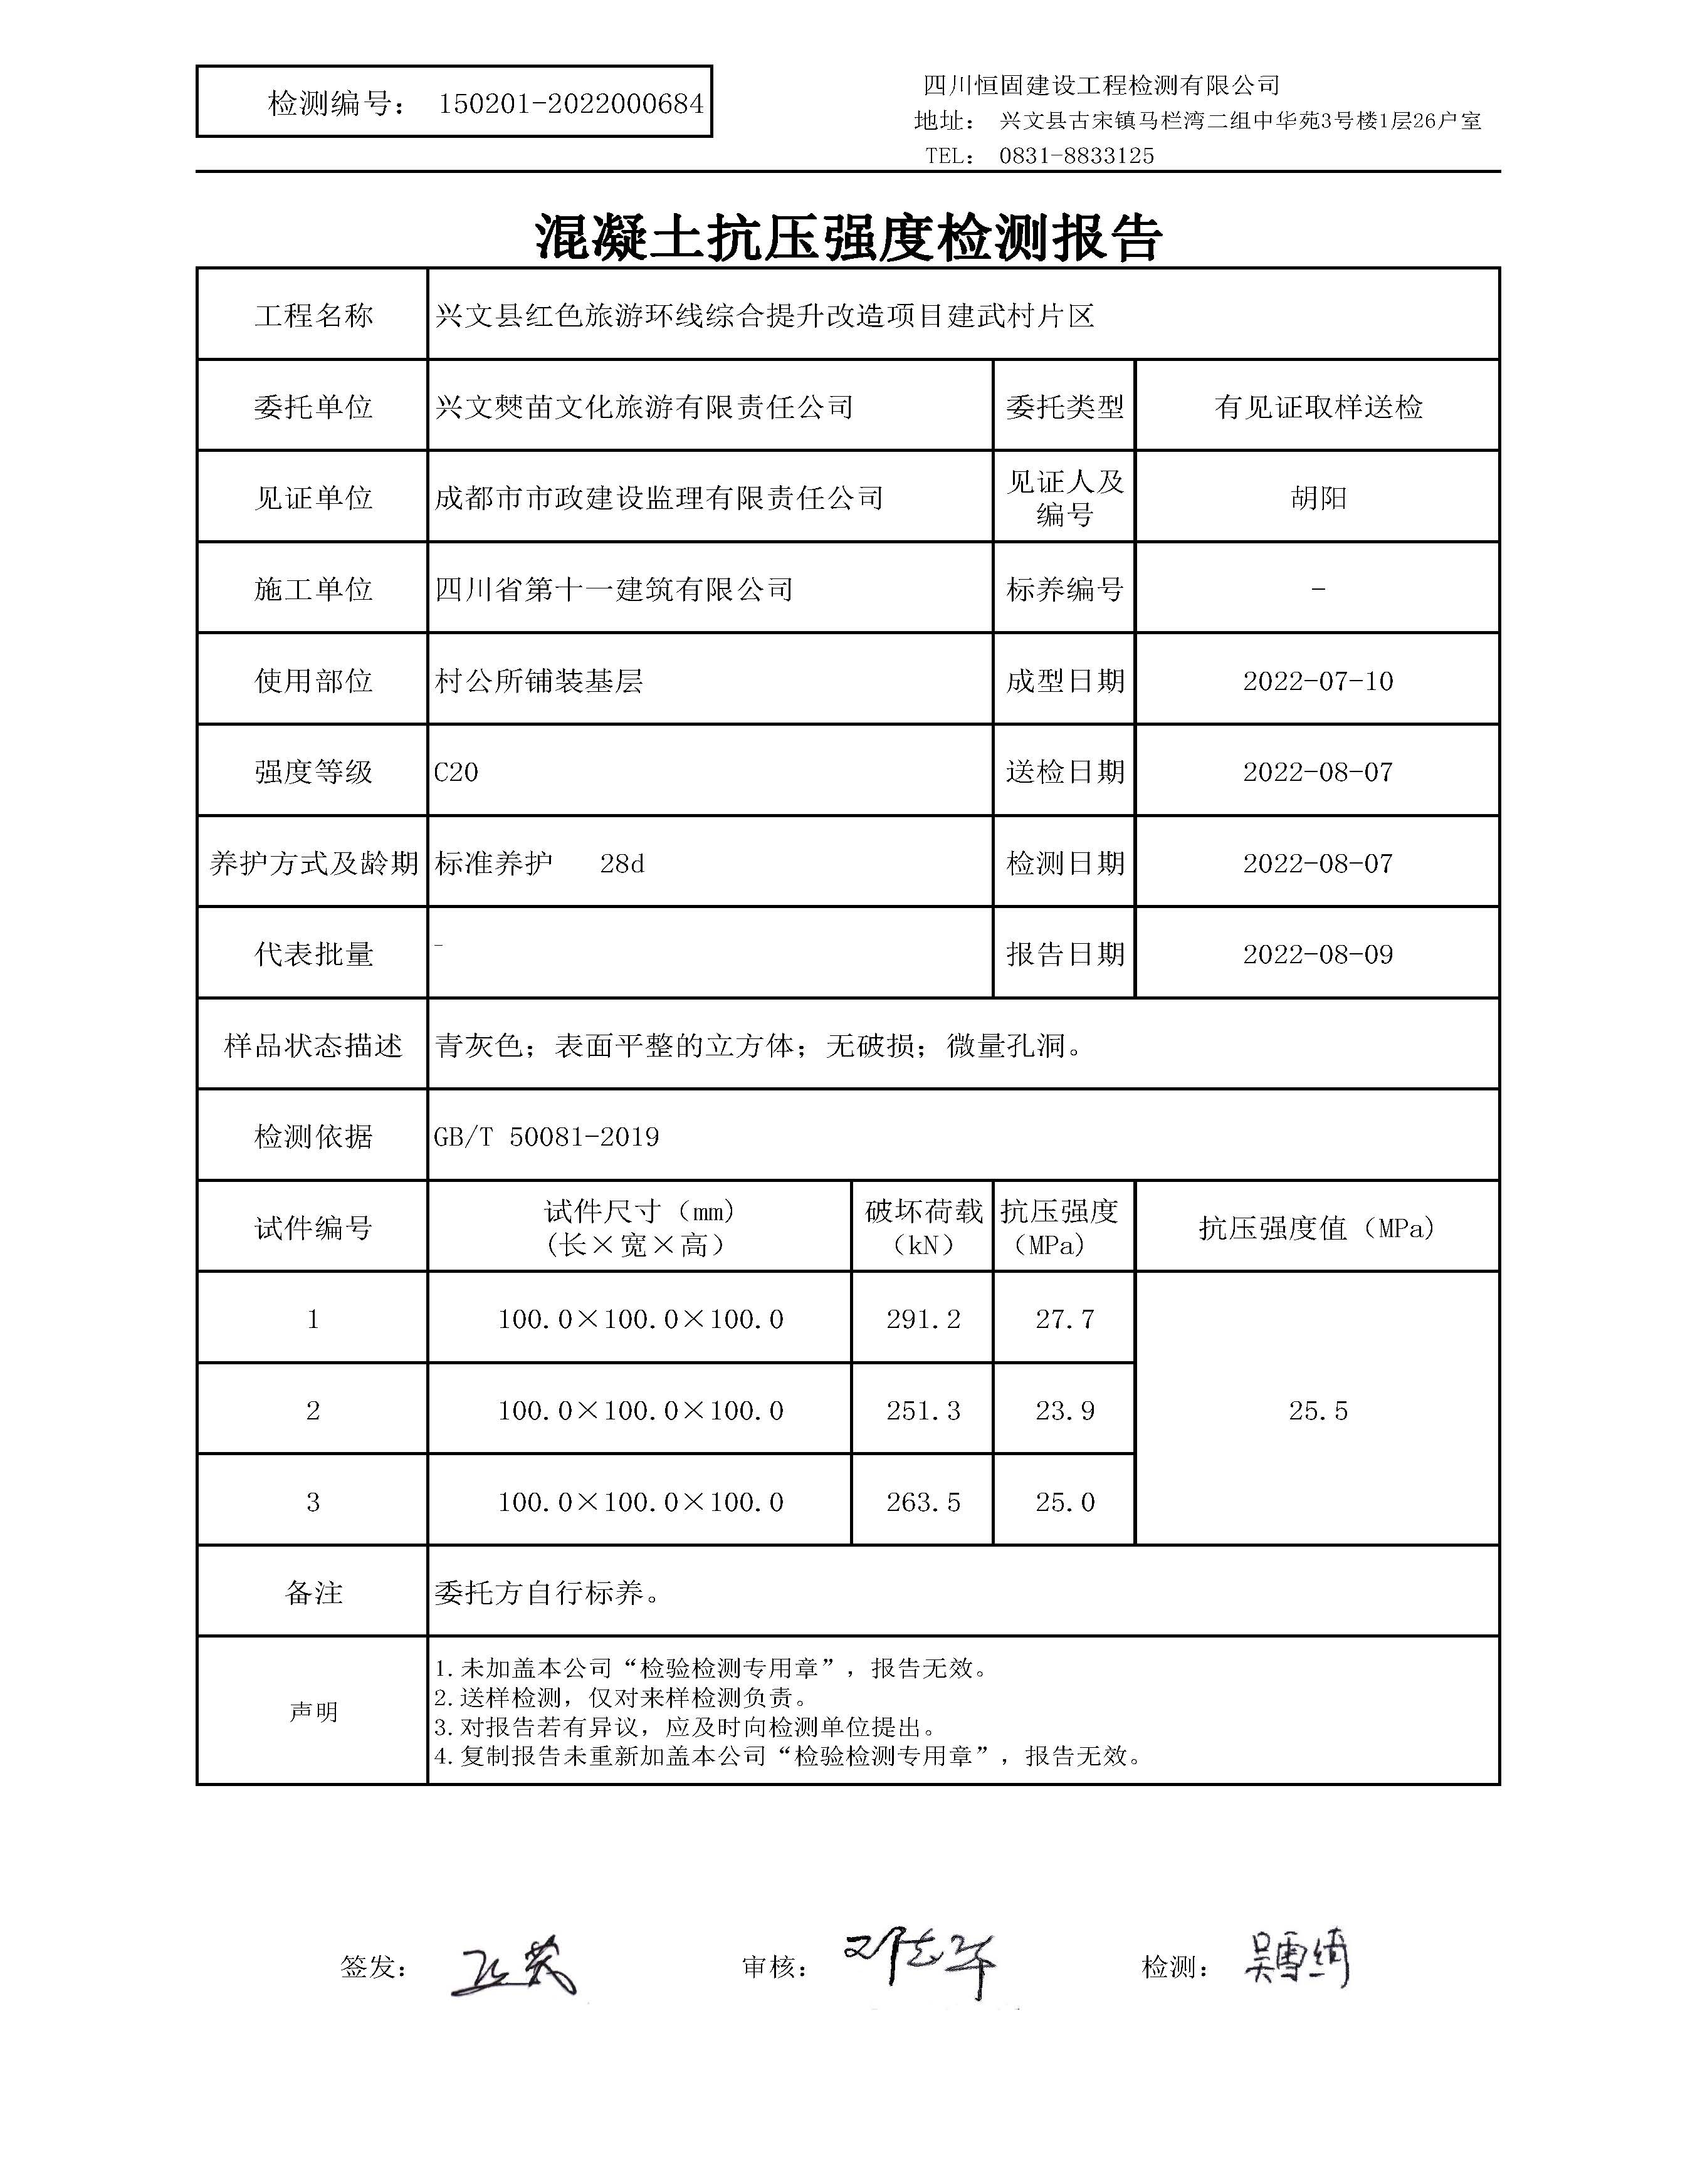 检测编号： 150201-2022000684
四川恒固建设工程检测有限公司
地址： 兴文县古宋镇马栏湾二组中华苑3号楼1层26户室
TEL： 0831-8833125
混凝土抗压强度检测报告
工程名称 兴文县红色旅游环线综合提升改造项目建武村片区
委托单位 兴文僰苗文化旅游有限责任公司 委托类型 有见证取样送检
见证单位 成都市市政建设监理有限责任公司 见证人及编号 胡阳
施工单位 四川省第十一建筑有限公司 标养编号 -
使用部位 村公所铺装基层 成型日期 2022-07-10
强度等级 C20 送检日期 2022-08-07
养护方式及龄期 标准养护 28d 检测日期 2022-08-07
代表批量 - 报告日期 2022-08-09
样品状态描述 青灰色；表面平整的立方体；无破损；微量孔洞。
检测依据 GB/T 50081-2019
试件编号 试件尺寸（mm）（长×宽×高） 破坏荷载（kN） 抗压强度（MPa） 抗压强度值（MPa）
1 100.0×100.0×100.0 291.2 27.7
2 100.0×100.0×100.0 251.3 23.9 25.5
3 100.0×100.0×100.0 263.5 25.0
备注 委托方自行标养。
声明
1.未加盖本公司“检验检测专用章”，报告无效。
2.送样检测，仅对来样检测负责。
3.对报告若有异议，应及时向检测单位提出。
4.复制报告未重新加盖本公司“检验检测专用章”，报告无效。
签发： 审核： 邓志军 检测： 吴雪绮